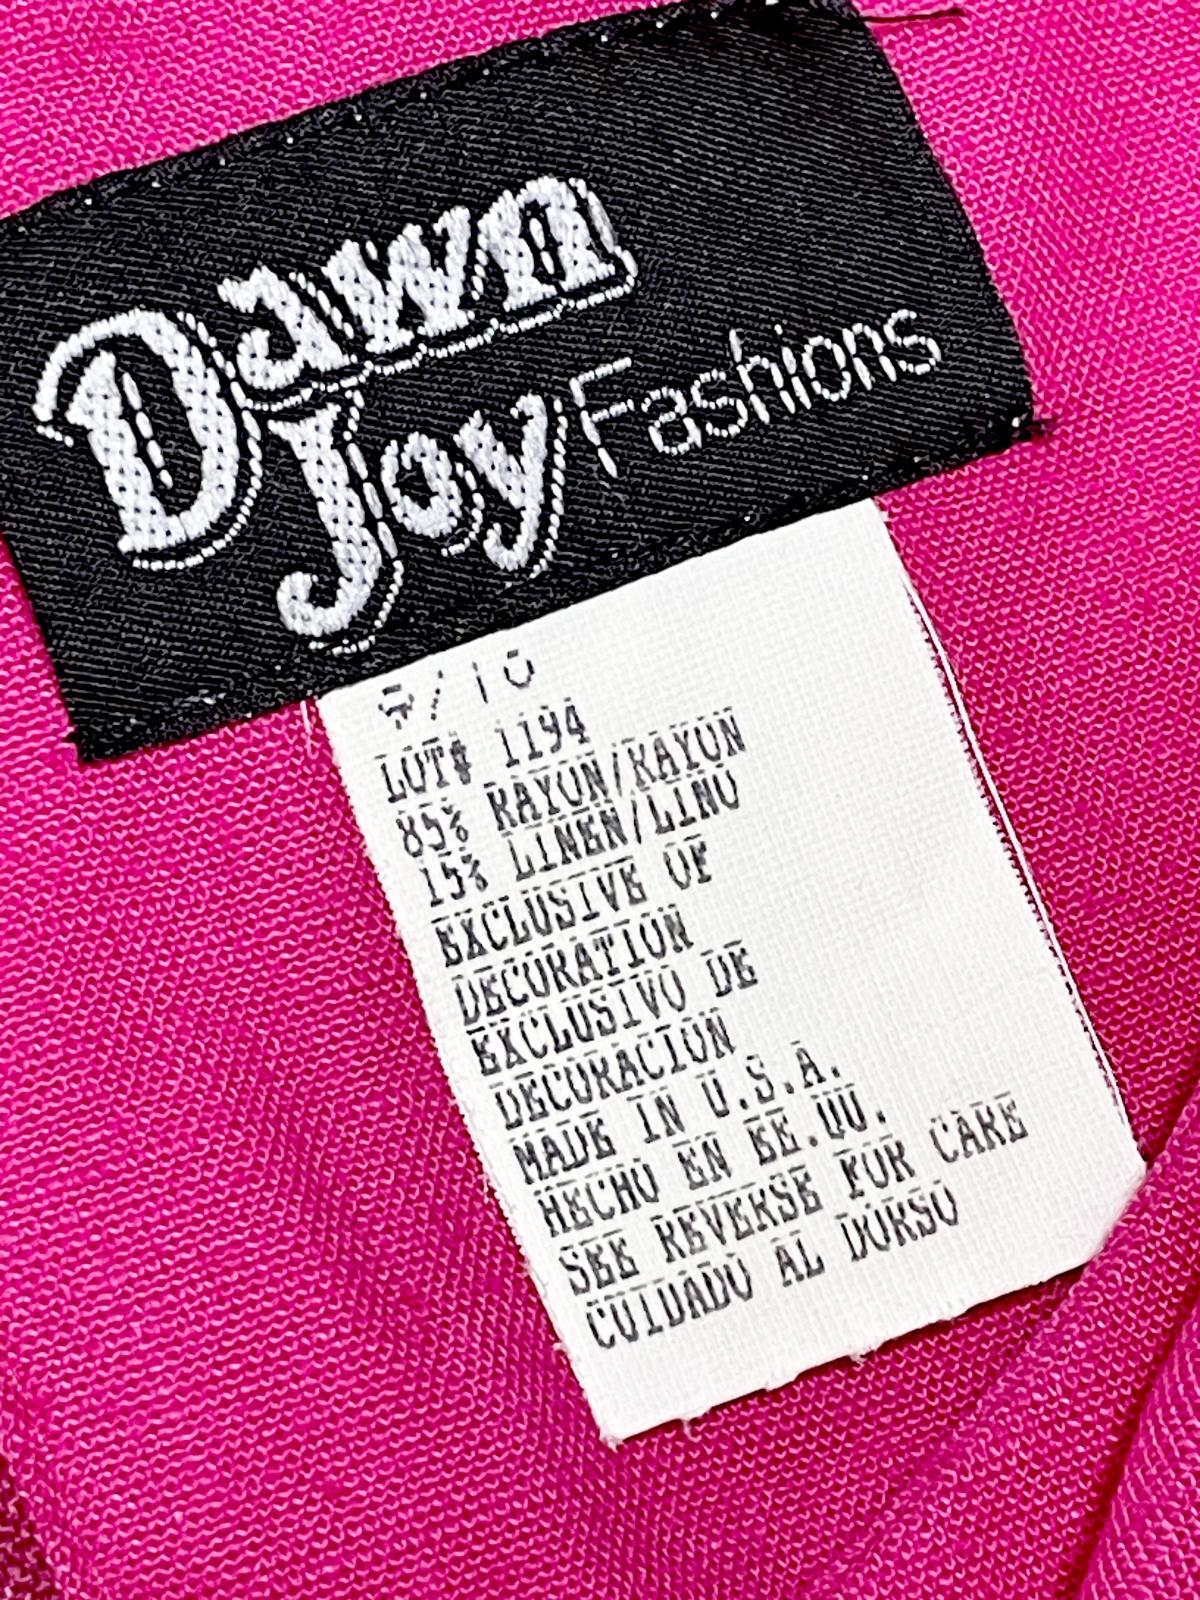 Dawn
Joy Fashions
9/10
LOT# 1194
85% RAYON/RAYON
15% LINEN/LINO
EXCLUSIVE OF
DECORATION
EXCLUSIVO DE
DECORACION
MADE IN U.S.A.
HECHO EN EE.UU.
SEE REVERSE FOR CARE
CUIDADO AL DORSO